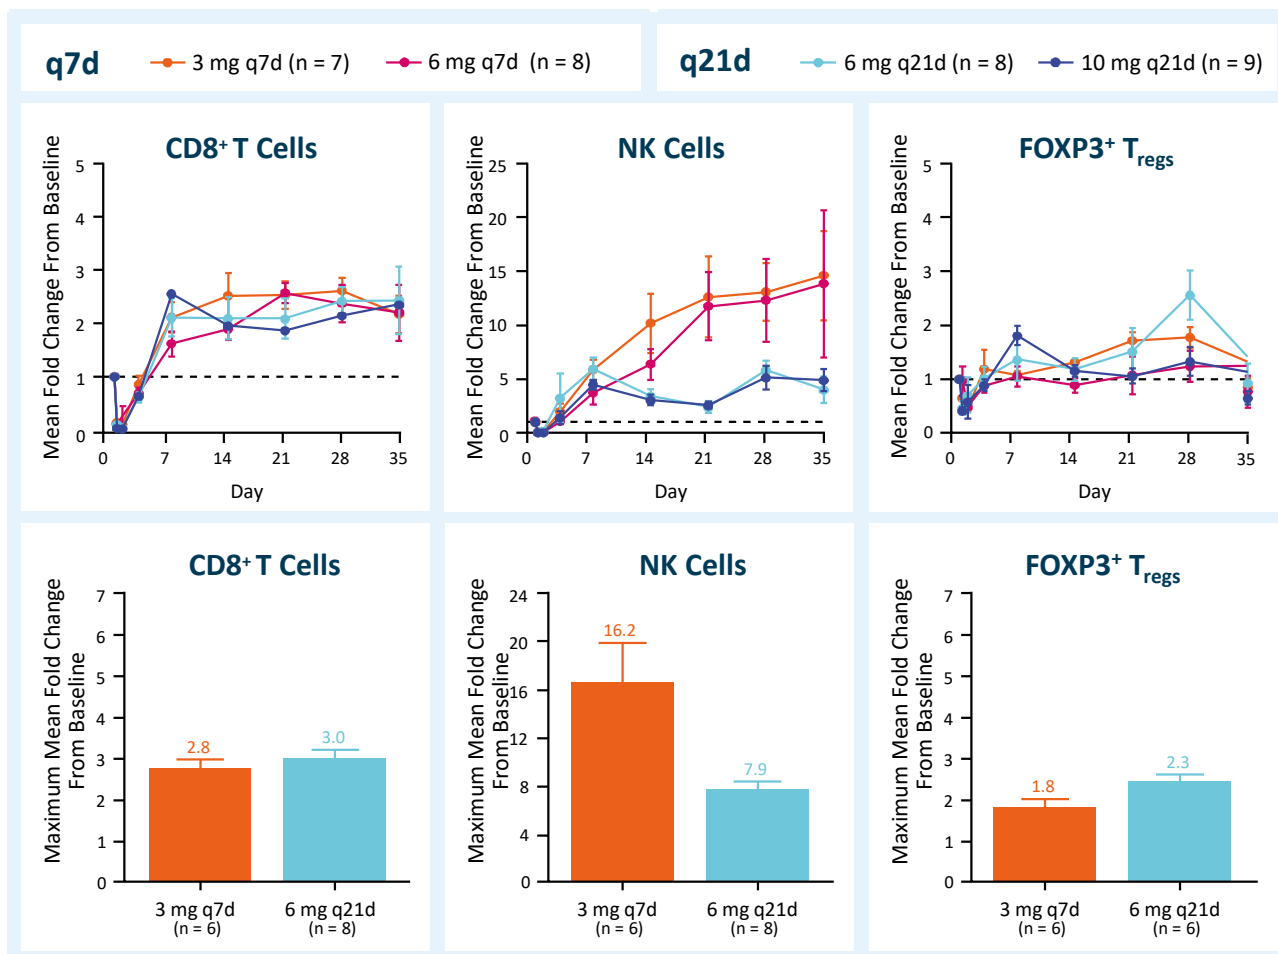 q7d
3 mg q7d (n = 7)
6 mg q7d (n = 8)
q21d
6 mg q21d (n = 8)
10 mg q21d (n = 9)
CD8+ T Cells
Mean Fold Change From Baseline
5
4
3
2
1
0
0 7 14 21 28 35
Day
NK Cells
Mean Fold Change From Baseline
25
20
15
10
5
0
0 7 14 21 28 35
Day
FOXP3+ Tregs
Mean Fold Change From Baseline
5
4
3
2
1
0
0 7 14 21 28 35
Day
CD8+ T Cells
Maximum Mean Fold Change
From Baseline
7
6
5
4
3
2
1
0
2.8
3.0
3 mg q7d
(n = 6)
6 mg q21d
(n = 8)
NK Cells
Maximum Mean Fold Change
From Baseline
24
20
16
12
8
4
0
16.2
7.9
3 mg q7d
(n = 6)
6 mg q21d
(n = 8)
FOXP3+ Tregs
Maximum Mean Fold Change
From Baseline
7
6
5
4
3
2
1
0
1.8
2.3
3 mg q7d
(n = 6)
6 mg q21d
(n = 6)